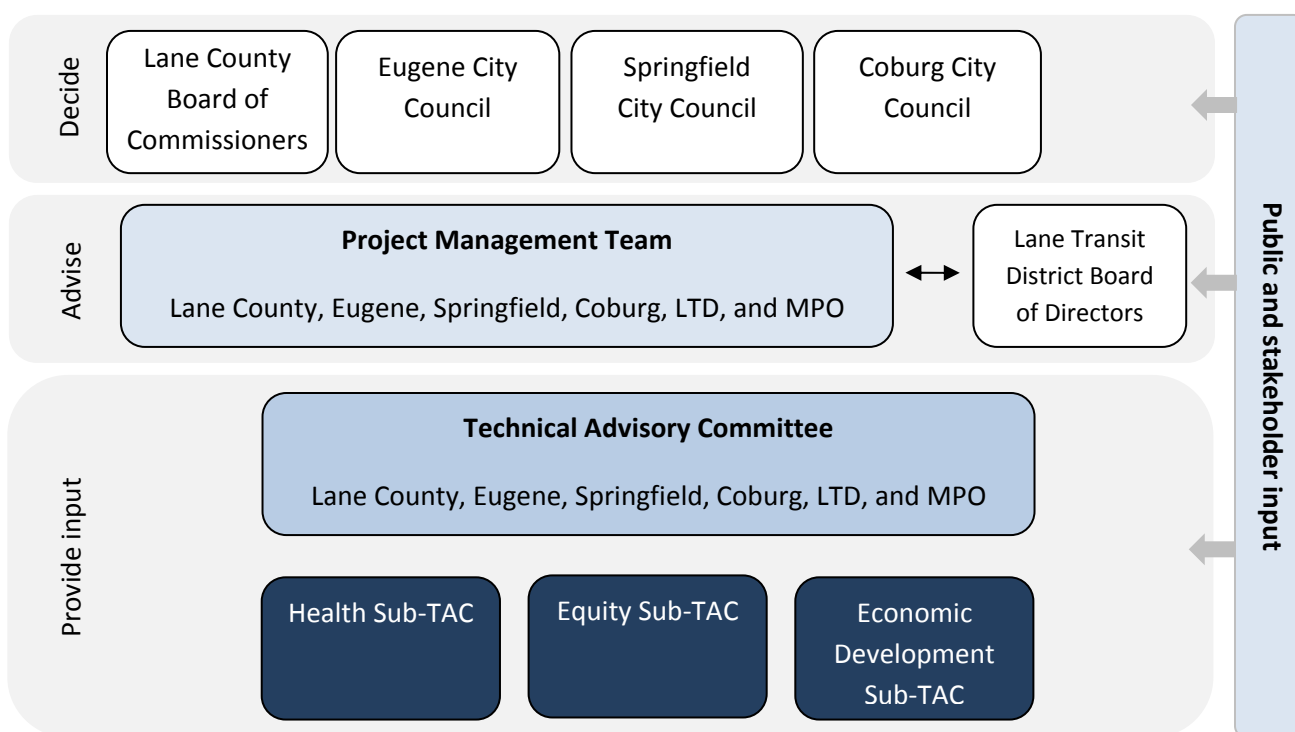 Decide
Lane County
Board of
Commissioners
Eugene City
Council
Springfield
City Council
Coburg City
Council
Advise
Project Management Team
Lane County, Eugene, Springfield, Coburg, LTD, and MPO
Lane Transit
District Board
of Directors
Provide input
Technical Advisory Committee
Lane County, Eugene, Springfield, Coburg, LTD, and MPO
Health Sub-TAC
Equity Sub-TAC
Economic
Development
Sub-TAC
Public and stakeholder input